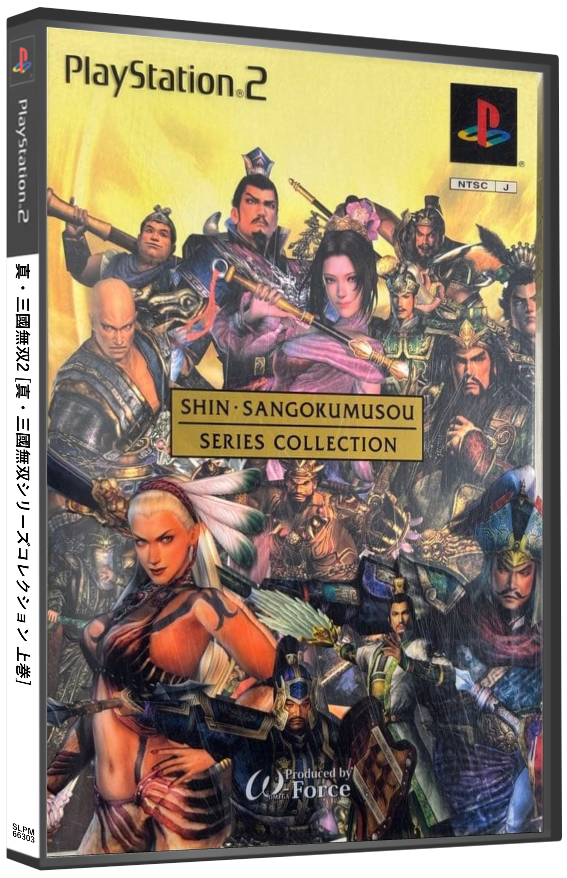 PlayStation®2
NTSC J
SHIN・SANGOKUMUSOU
SERIES COLLECTION
Produced by
ω-Force
OMEGA
PlayStation 2
真・三國無双2 [真・三國無双シリーズコレクション 上巻]
SLPM
66303